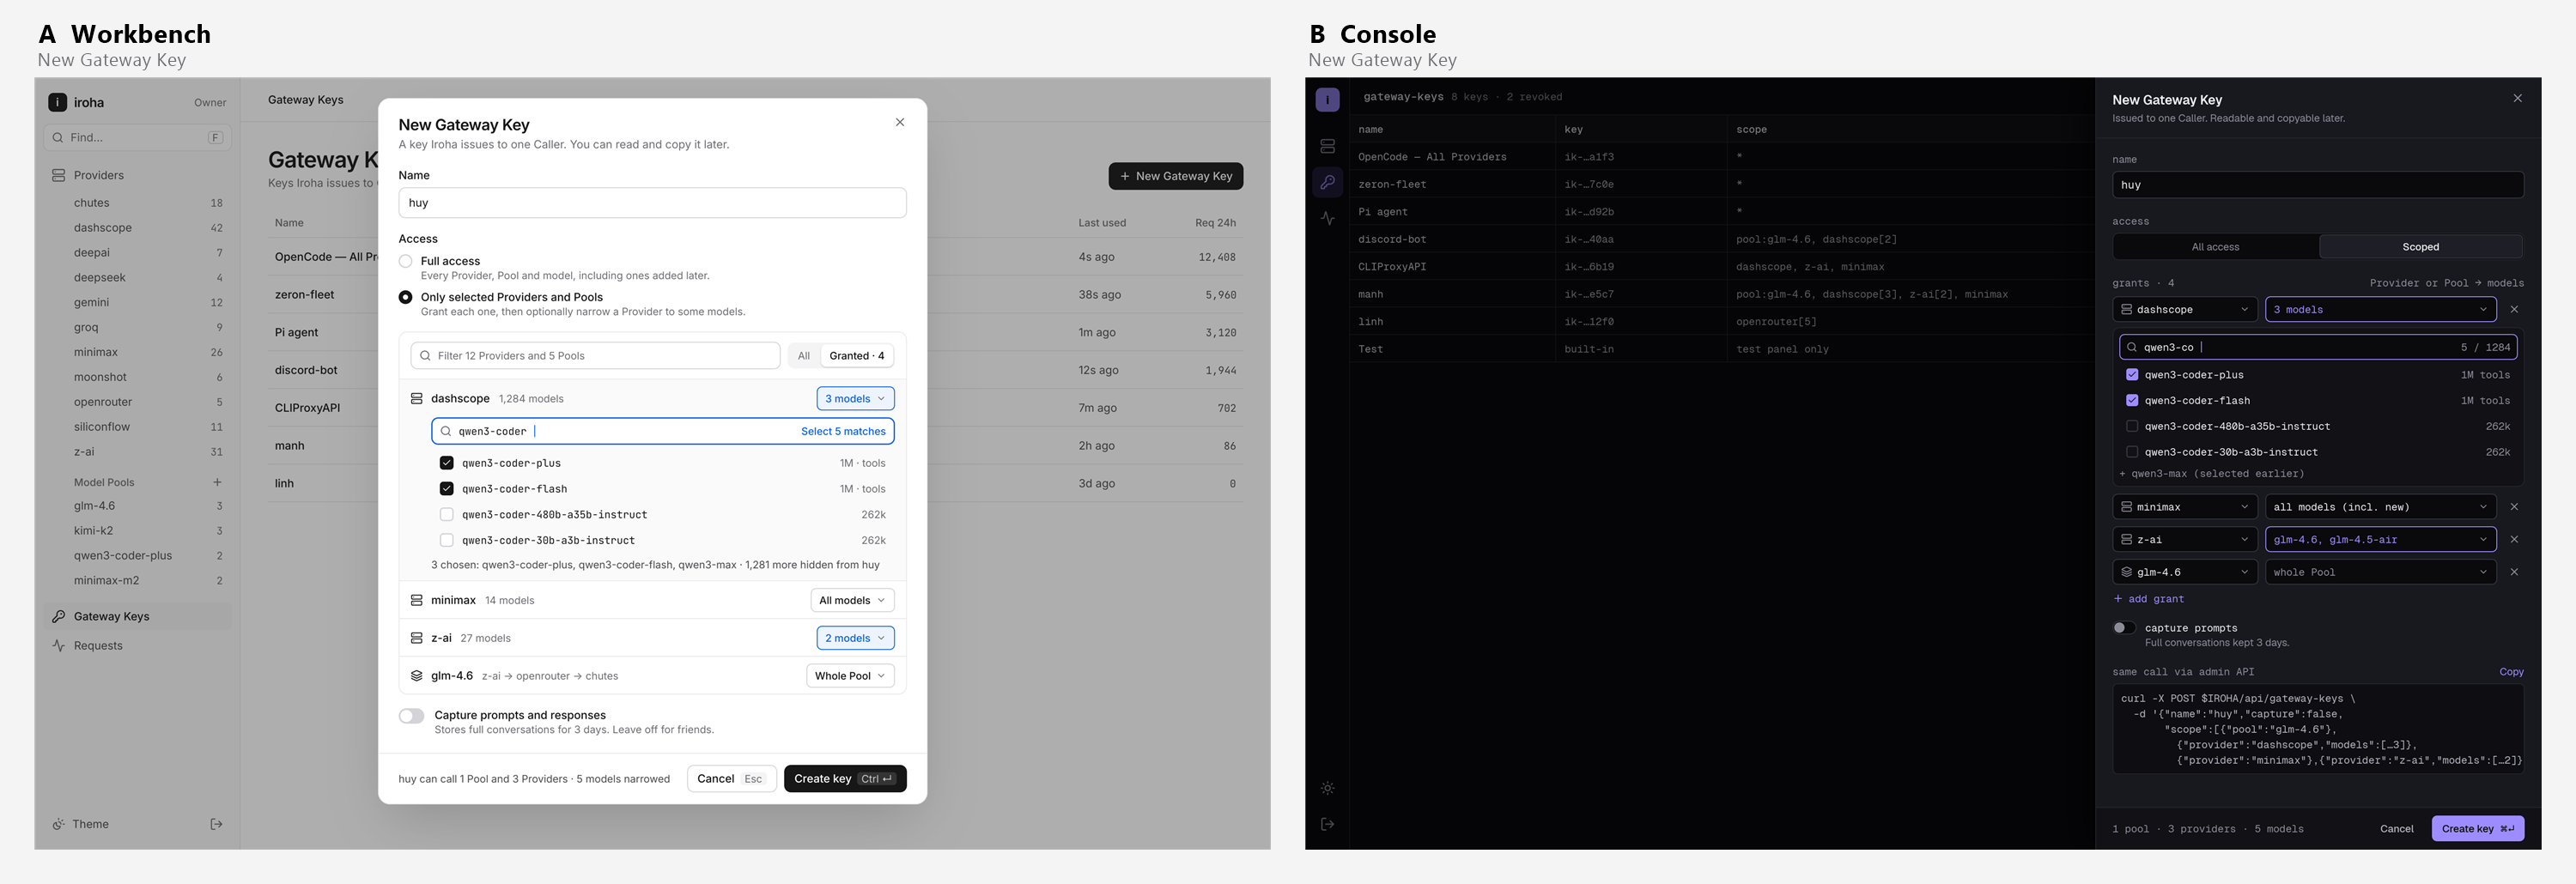 A Workbench
New Gateway Key
i iroha Owner
Find... F
Providers
chutes 18
dashscope 42
deepai 7
deepseek 4
gemini 12
groq 9
minimax 26
moonshot 6
openrouter 5
siliconflow 11
z-ai 31
Model Pools +
glm-4.6 3
kimi-k2 3
qwen3-coder-plus 2
minimax-m2 2
Gateway Keys
Requests
Theme
Gateway Keys
Gateway K
Keys Iroha issues to
+ New Gateway Key
Name Last used Req 24h
OpenCode — All Pr 4s ago 12,408
zeron-fleet 38s ago 5,960
Pi agent 1m ago 3,120
discord-bot 12s ago 1,944
CLIProxyAPI 7m ago 702
manh 2h ago 86
linh 3d ago 0
New Gateway Key
A key Iroha issues to one Caller. You can read and copy it later.
Name
huy
Access
Full access
Every Provider, Pool and model, including ones added later.
Only selected Providers and Pools
Grant each one, then optionally narrow a Provider to some models.
Filter 12 Providers and 5 Pools All Granted · 4
dashscope 1,284 models 3 models
qwen3-coder Select 5 matches
qwen3-coder-plus 1M · tools
qwen3-coder-flash 1M · tools
qwen3-coder-480b-a35b-instruct 262k
qwen3-coder-30b-a3b-instruct 262k
3 chosen: qwen3-coder-plus, qwen3-coder-flash, qwen3-max · 1,281 more hidden from huy
minimax 14 models All models
z-ai 27 models 2 models
glm-4.6 z-ai → openrouter → chutes Whole Pool
Capture prompts and responses
Stores full conversations for 3 days. Leave off for friends.
huy can call 1 Pool and 3 Providers · 5 models narrowed Cancel Esc Create key Ctrl ↵
B Console
New Gateway Key
I
gateway-keys 8 keys · 2 revoked
name key scope
OpenCode — All Providers ik-…a1f3 *
zeron-fleet ik-…7c0e *
Pi agent ik-…d92b *
discord-bot ik-…40aa pool:glm-4.6, dashscope[2]
CLIProxyAPI ik-…6b19 dashscope, z-ai, minimax
manh ik-…e5c7 pool:glm-4.6, dashscope[3], z-ai[2], minimax
linh ik-…12f0 openrouter[5]
Test built-in test panel only
New Gateway Key
Issued to one Caller. Readable and copyable later.
name
huy
access
All access Scoped
grants · 4 Provider or Pool → models
dashscope 3 models
qwen3-co 5 / 1284
qwen3-coder-plus 1M tools
qwen3-coder-flash 1M tools
qwen3-coder-480b-a35b-instruct 262k
qwen3-coder-30b-a3b-instruct 262k
+ qwen3-max (selected earlier)
minimax all models (incl. new)
z-ai glm-4.6, glm-4.5-air
glm-4.6 whole Pool
+ add grant
capture prompts
Full conversations kept 3 days.
same call via admin API Copy
curl -X POST $IROHA/api/gateway-keys \
-d '{"name":"huy","capture":false,
"scope":[{"pool":"glm-4.6"},
{"provider":"dashscope","models":[…3]},
{"provider":"minimax"},{"provider":"z-ai","models":[…2]}
1 pool · 3 providers · 5 models Cancel Create key ⌘↵